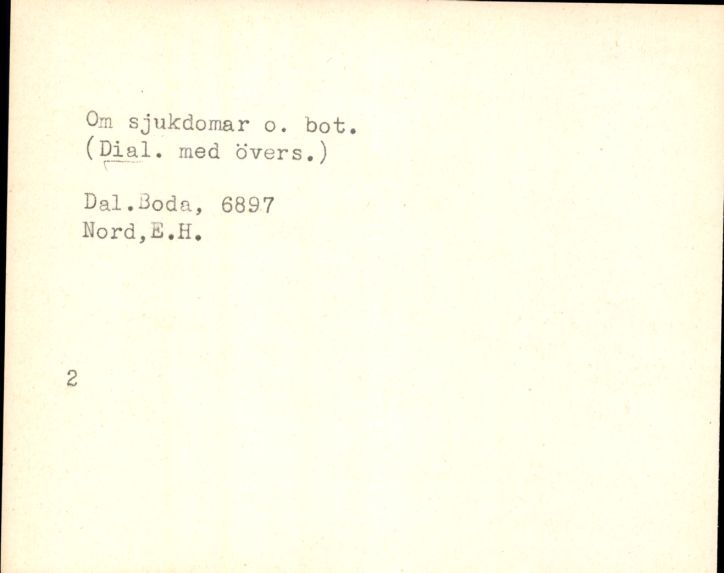 Om sjukdomar o. bot.
(Dial. med övers.)
Dal.Boda, 6897
Nord,E.H.
2